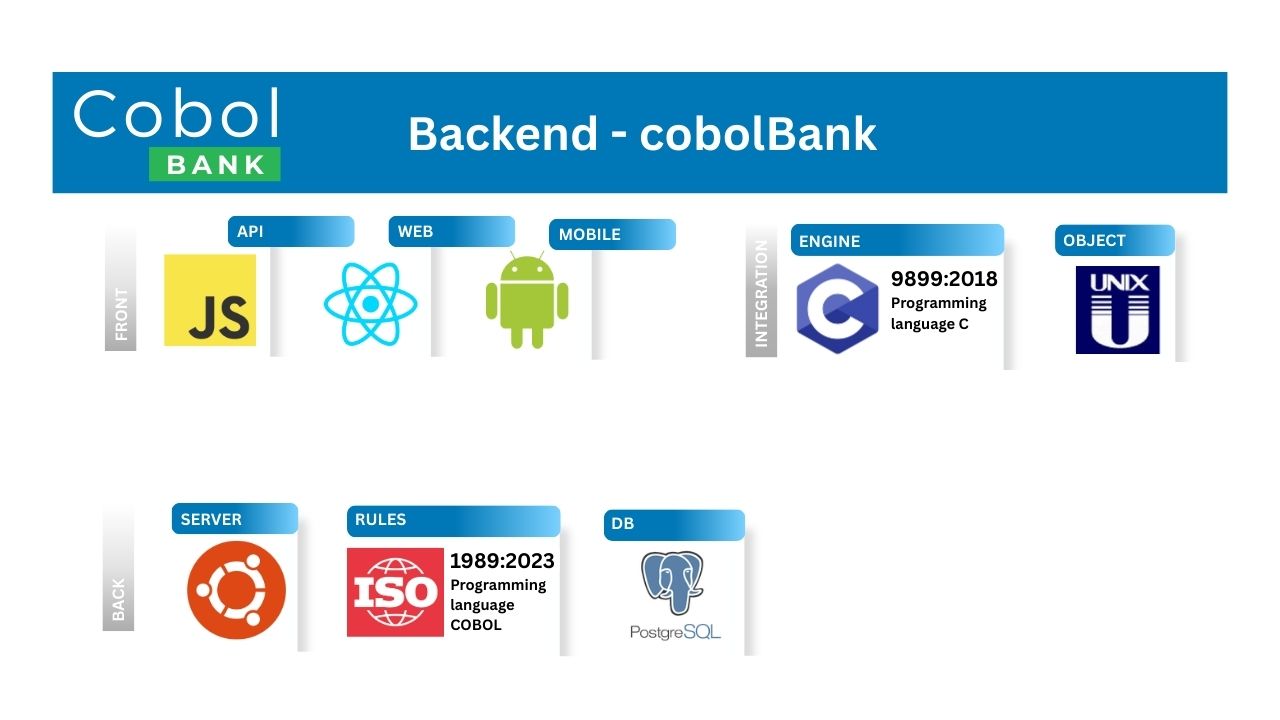 Cobol
BANK
Backend - cobolBank
FRONT
API
JS
WEB
MOBILE
INTEGRATION
ENGINE
C
9899:2018
Programming
language C
OBJECT
UNIX
U
BACK
SERVER
RULES
ISO
1989:2023
Programming
language
COBOL
DB
PostgreSQL